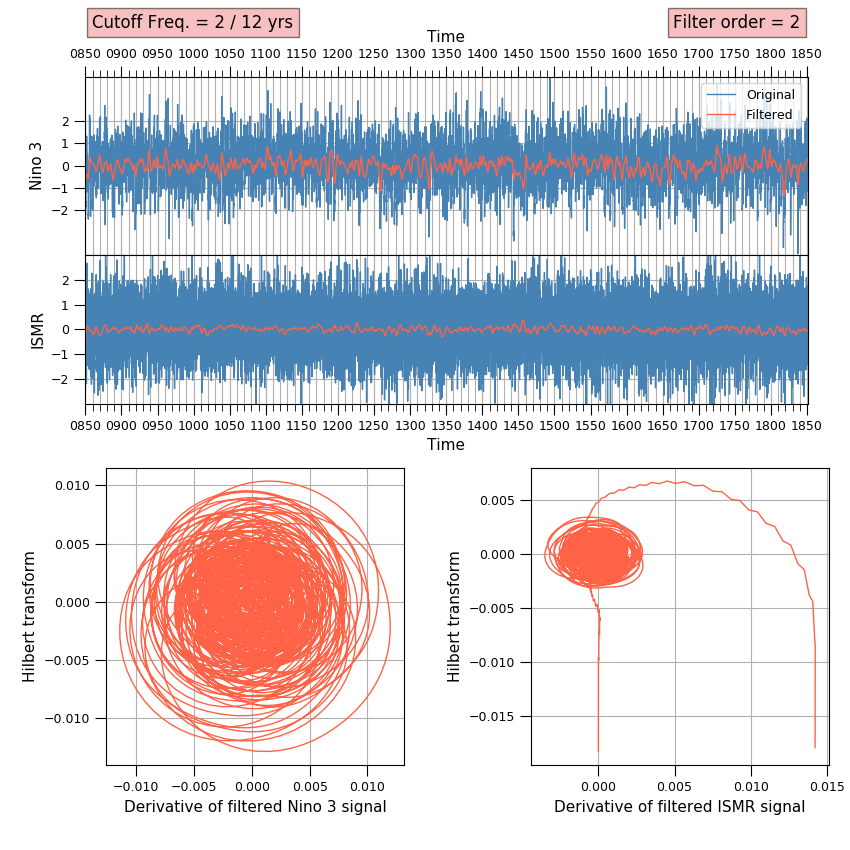 Cutoff Freq. = 2 / 12 yrs
Filter order = 2
Time
0850 0900 0950 1000 1050 1100 1150 1200 1250 1300 1350 1400 1450 1500 1550 1600 1650 1700 1750 1800 1850
Original
Filtered
Nino 3
2
1
0
−1
−2
ISMR
2
1
0
−1
−2
0850 0900 0950 1000 1050 1100 1150 1200 1250 1300 1350 1400 1450 1500 1550 1600 1650 1700 1750 1800 1850
Time
Hilbert transform
0.010
0.005
0.000
−0.005
−0.010
−0.010 −0.005 0.000 0.005 0.010
Derivative of filtered Nino 3 signal
Hilbert transform
0.005
0.000
−0.005
−0.010
−0.015
0.000 0.005 0.010 0.015
Derivative of filtered ISMR signal